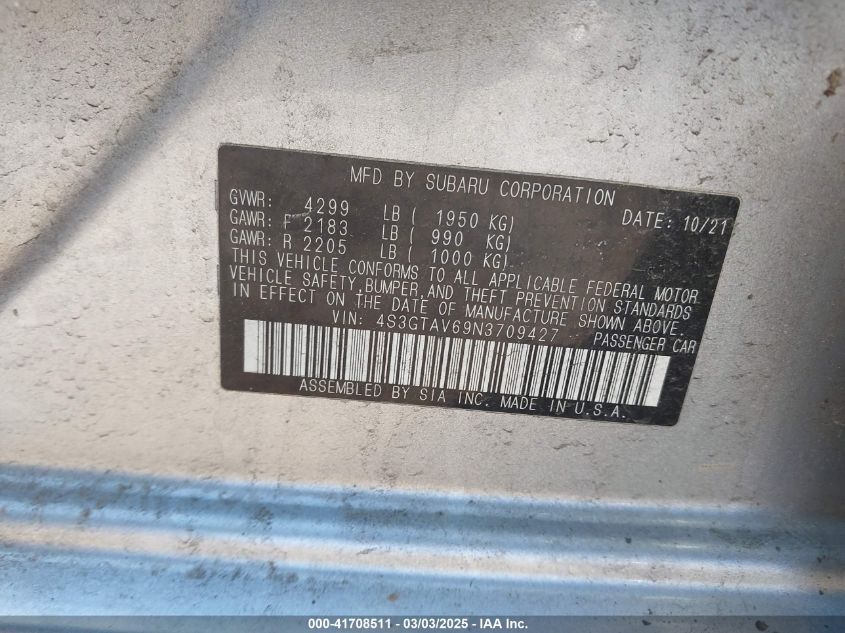 MFD BY SUBARU CORPORATION
GVWR: 4299 LB ( 1950 KG) DATE: 10/21
GAWR: F 2183 LB ( 990 KG)
GAWR: R 2205 LB ( 1000 KG)
THIS VEHICLE CONFORMS TO ALL APPLICABLE FEDERAL MOTOR
VEHICLE SAFETY, BUMPER, AND THEFT PREVENTION STANDARDS
IN EFFECT ON THE DATE OF MANUFACTURE SHOWN ABOVE.
VIN: 4S3GTAV69N3709427 PASSENGER CAR
ASSEMBLED BY SIA INC. MADE IN U.S.A.
000-41708511 - 03/03/2025 - IAA Inc.